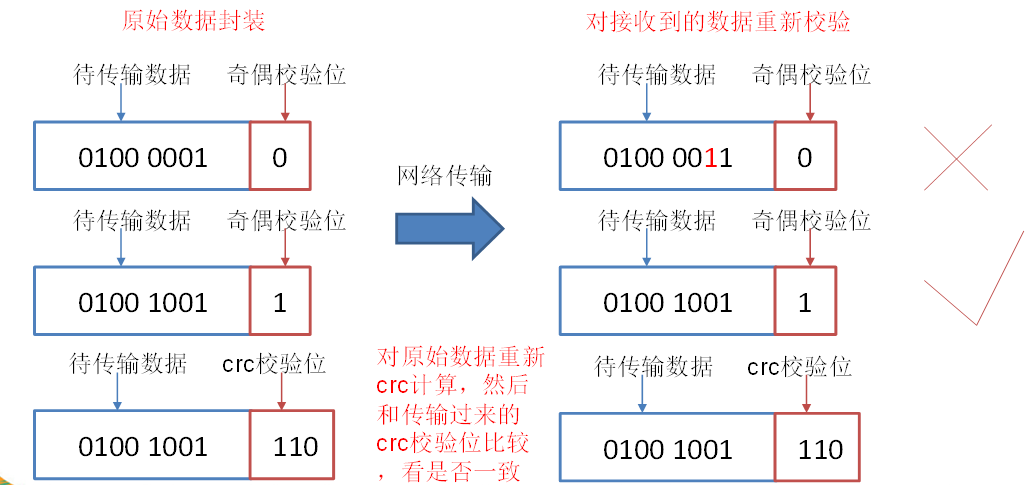 原始数据封装
对接收到的数据重新校验
待传输数据 奇偶校验位
待传输数据 奇偶校验位
0100 0001 0
0100 0011 0
网络传输
待传输数据 奇偶校验位
待传输数据 奇偶校验位
0100 1001 1
0100 1001 1
待传输数据 crc校验位
对原始数据重新
crc计算，然后
和传输过来的
crc校验位比较
，看是否一致
待传输数据 crc校验位
0100 1001 110
0100 1001 110